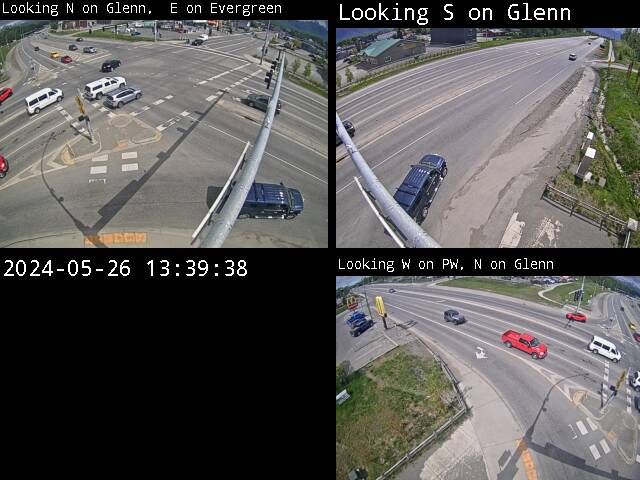 Looking N on Glenn,  E on Evergreen
Looking S on Glenn
2024-05-26 13:39:38
Looking W on PW, N on Glenn